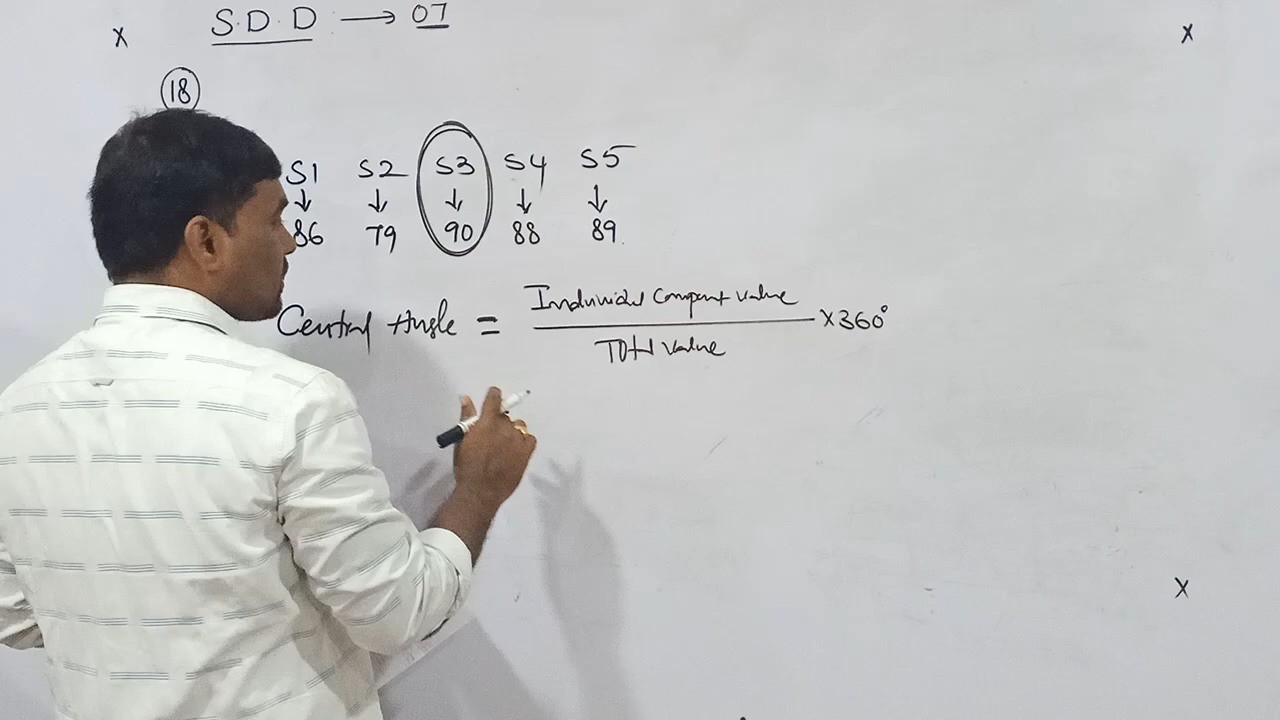 S.D.D → 07
18
S1 S2 S3 S4 S5
↓ ↓ ↓ ↓ ↓
86 79 90 88 89
Central Angle = Individual Component value / Total value × 360°